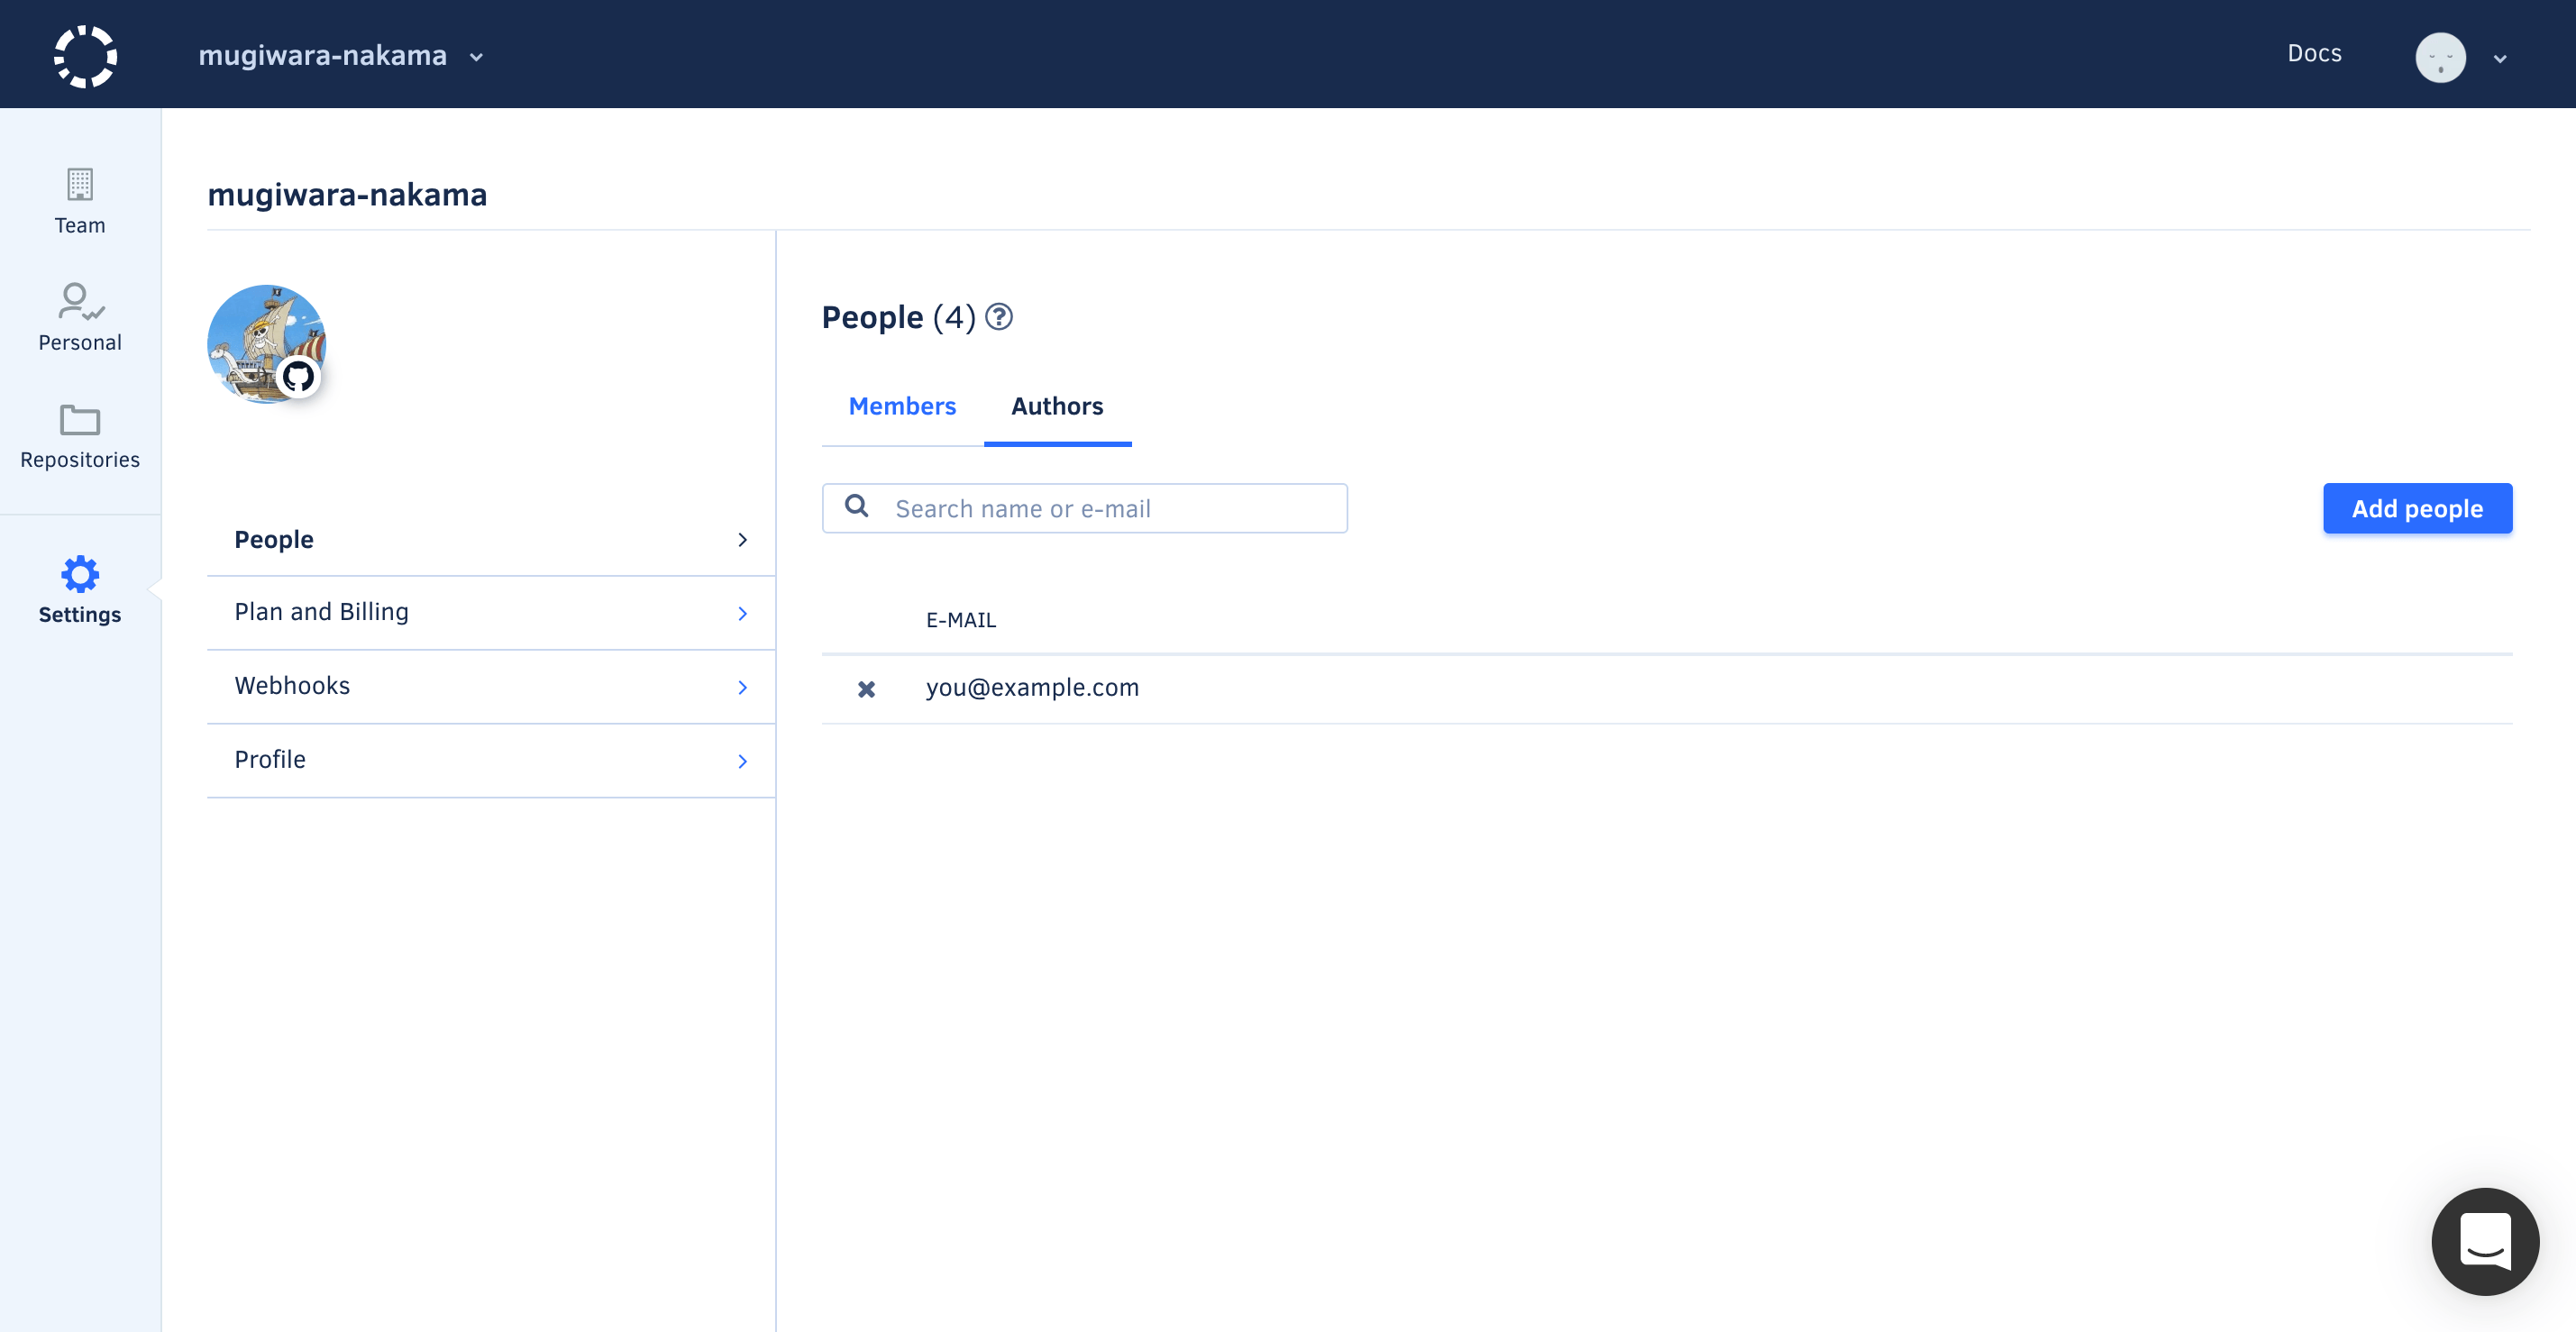 mugiwara-nakama
Docs
Team
Personal
Repositories
Settings
mugiwara-nakama
People
Plan and Billing
Webhooks
Profile
People (4)
Members Authors
Search name or e-mail
Add people
E-MAIL
you@example.com